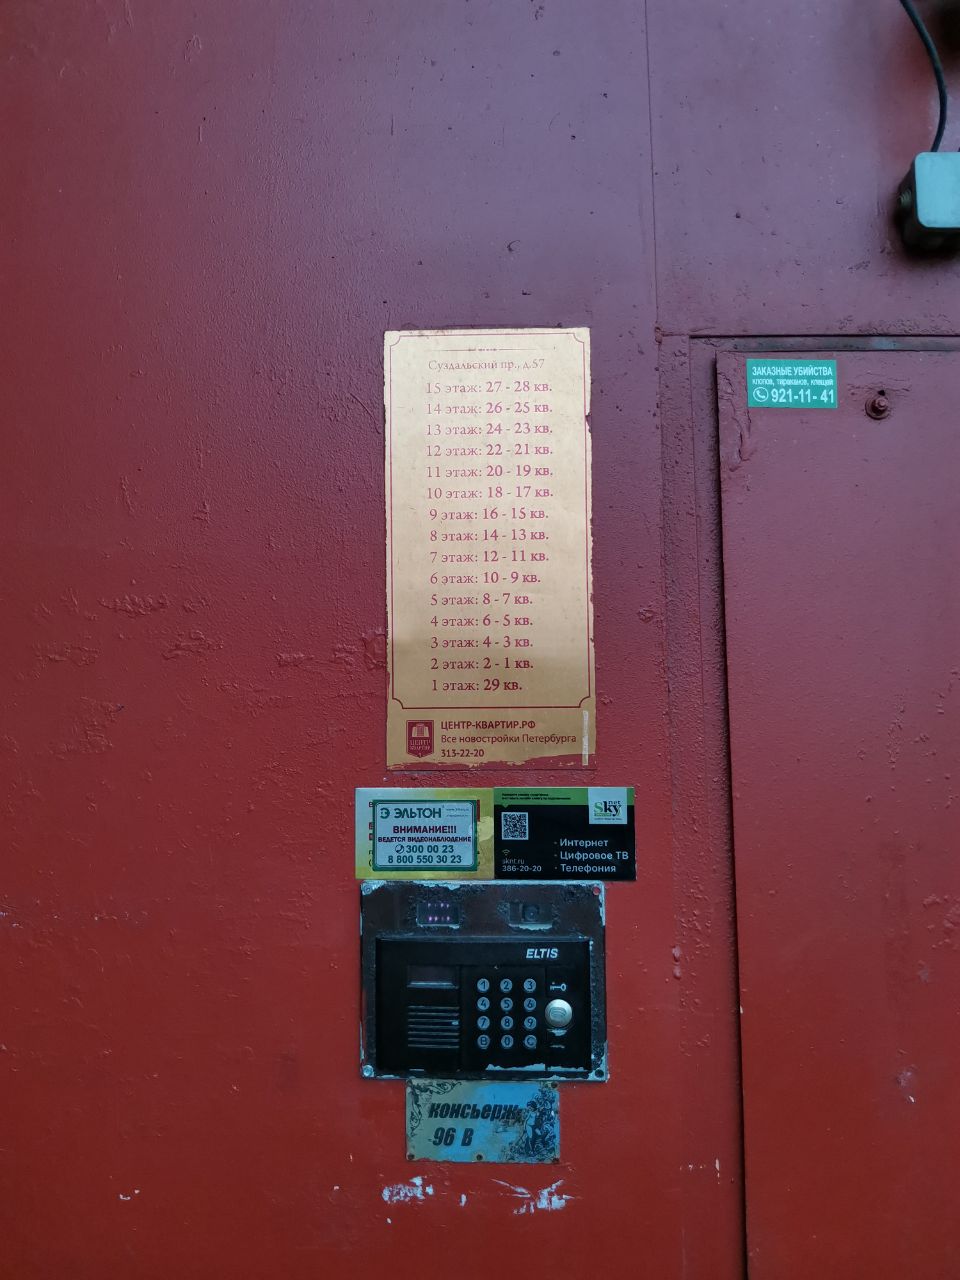 Суздальский пр., д.57
15 этаж: 27 - 28 кв.
14 этаж: 26 - 25 кв.
13 этаж: 24 - 23 кв.
12 этаж: 22 - 21 кв.
11 этаж: 20 - 19 кв.
10 этаж: 18 - 17 кв.
9 этаж: 16 - 15 кв.
8 этаж: 14 - 13 кв.
7 этаж: 12 - 11 кв.
6 этаж: 10 - 9 кв.
5 этаж: 8 - 7 кв.
4 этаж: 6 - 5 кв.
3 этаж: 4 - 3 кв.
2 этаж: 2 - 1 кв.
1 этаж: 29 кв.
ЦЕНТР КВАРТИР
ЦЕНТР-КВАРТИР.РФ
Все новостройки Петербурга
313-22-20
ЗАКАЗНЫЕ УБИЙСТВА
клопов, тараканов, клещей
921-11-41
Э ЭЛЬТОН
ВНИМАНИЕ!!!
ВЕДЕТСЯ ВИДЕОНАБЛЮДЕНИЕ
300 00 23
8 800 550 30 23
Sky net
sknt.ru
386-20-20
· Интернет
· Цифровое ТВ
· Телефония
ELTIS
1 2 3
4 5 6
7 8 9
B 0 C
консьерж
96 В